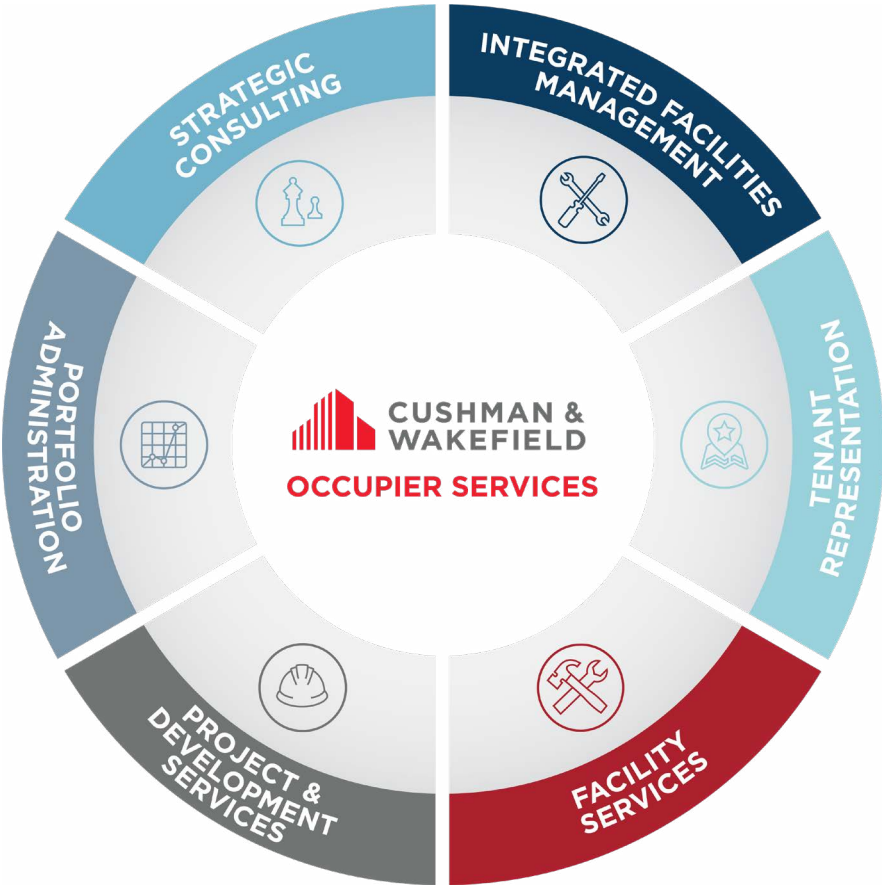 STRATEGIC
CONSULTING
INTEGRATED FACILITIES
MANAGEMENT
PORTFOLIO
ADMINISTRATION
CUSHMAN &
WAKEFIELD
OCCUPIER SERVICES
TENANT
REPRESENTATION
PROJECT &
DEVELOPMENT
SERVICES
FACILITY
SERVICES